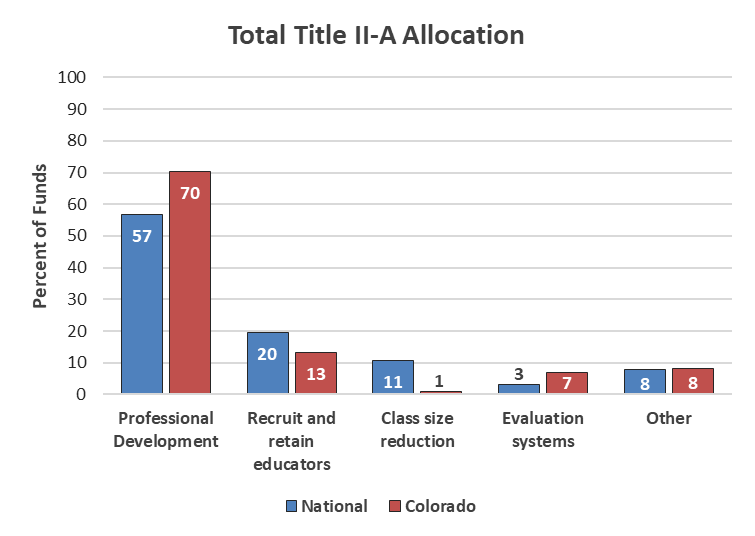 Total Title II-A Allocation
Percent of Funds
100
90
80
70
60
50
40
30
20
10
0
57
70
20
13
11
1
3
7
8
8
Professional
Development
Recruit and
retain
educators
Class size
reduction
Evaluation
systems
Other
National
Colorado